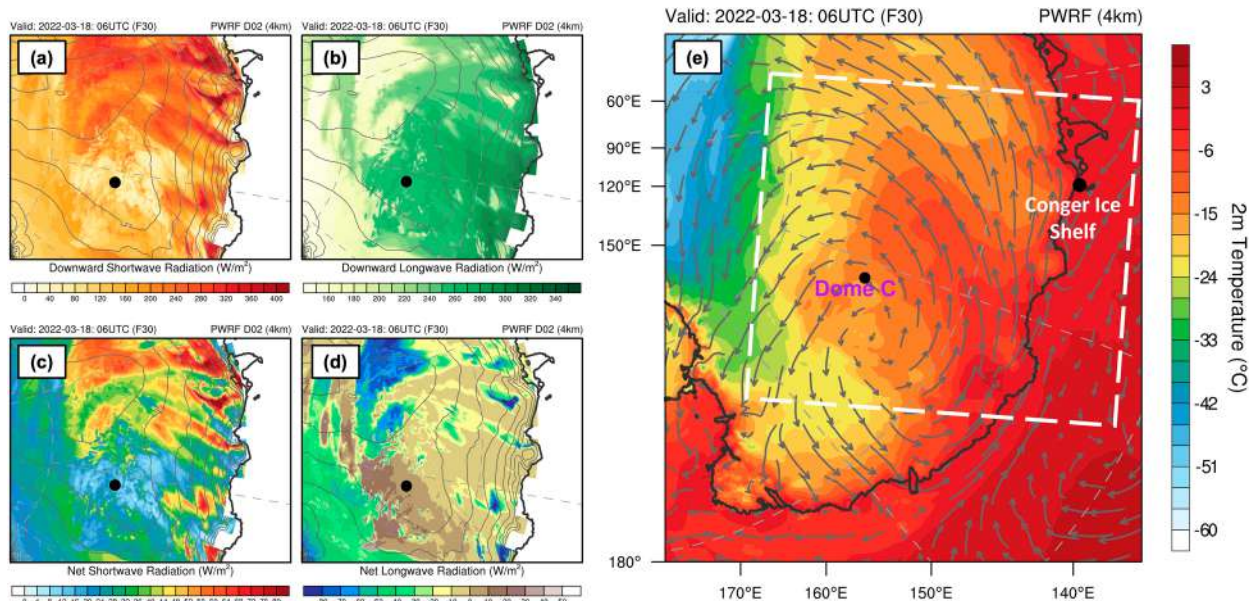 Valid: 2022-03-18: 06UTC (F30) PWRF D02 (4km)
(a)
Downward Shortwave Radiation (W/m²)
0 40 80 120 160 200 240 280 320 360 400
Valid: 2022-03-18: 06UTC (F30) PWRF D02 (4km)
(b)
Downward Longwave Radiation (W/m²)
160 180 200 220 240 260 280 300 320 340
Valid: 2022-03-18: 06UTC (F30) PWRF D02 (4km)
(c)
Net Shortwave Radiation (W/m²)
Valid: 2022-03-18: 06UTC (F30) PWRF D02 (4km)
(d)
Net Longwave Radiation (W/m²)
Valid: 2022-03-18: 06UTC (F30) PWRF (4km)
(e)
60°E
90°E
120°E
150°E
180°
170°E 160°E 150°E 140°E
Conger Ice
Shelf
Dome C
3
-6
-15
-24
-33
-42
-51
-60
2m Temperature (°C)